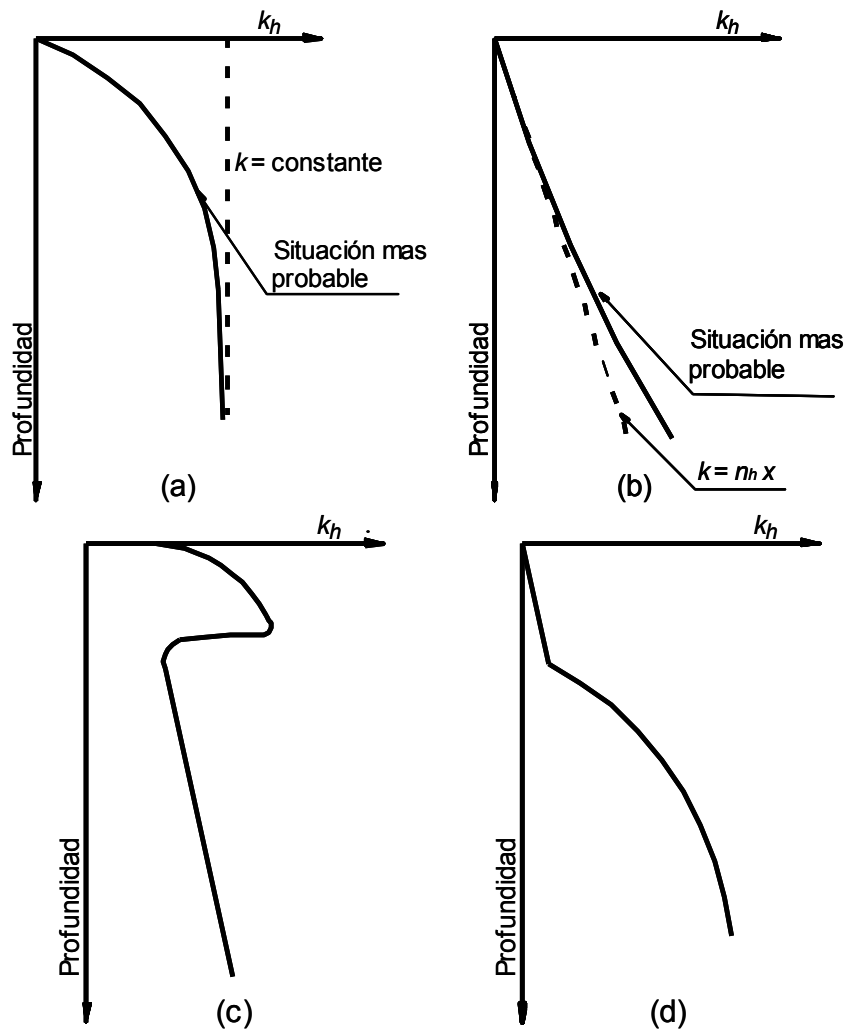 k_h
k = constante
Situación mas
probable
Profundidad
(a)
k_h
Situación mas
probable
k = n_h x
Profundidad
(b)
k_h
Profundidad
(c)
k_h
Profundidad
(d)